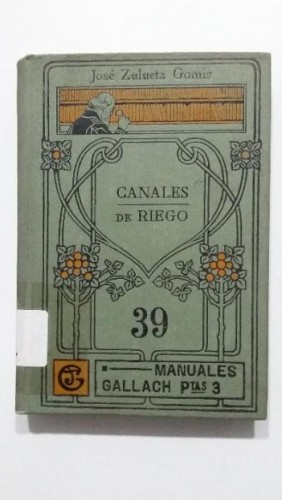 José Zulueta Gomis
CANALES
DE RIEGO
39
MANUALES
GALLACH PTAS 3